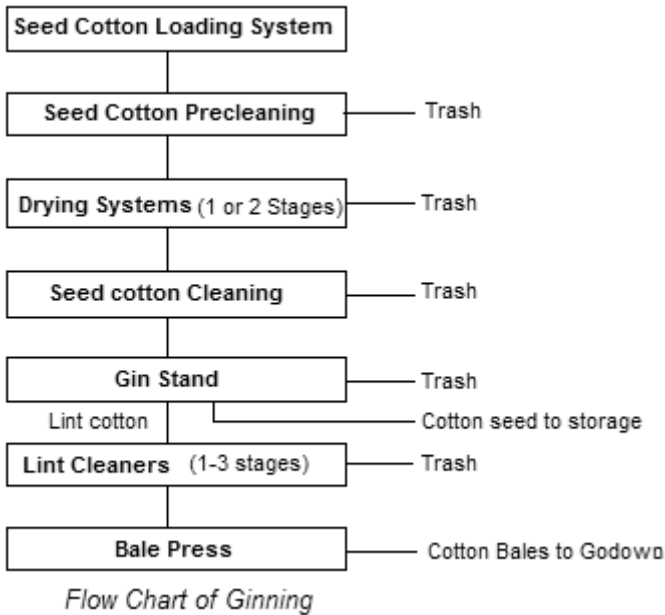 Seed Cotton Loading System
Seed Cotton Precleaning Trash
Drying Systems (1 or 2 Stages) Trash
Seed cotton Cleaning Trash
Gin Stand Trash
Lint cotton Cotton seed to storage
Lint Cleaners (1-3 stages) Trash
Bale Press Cotton Bales to Godown
Flow Chart of Ginning